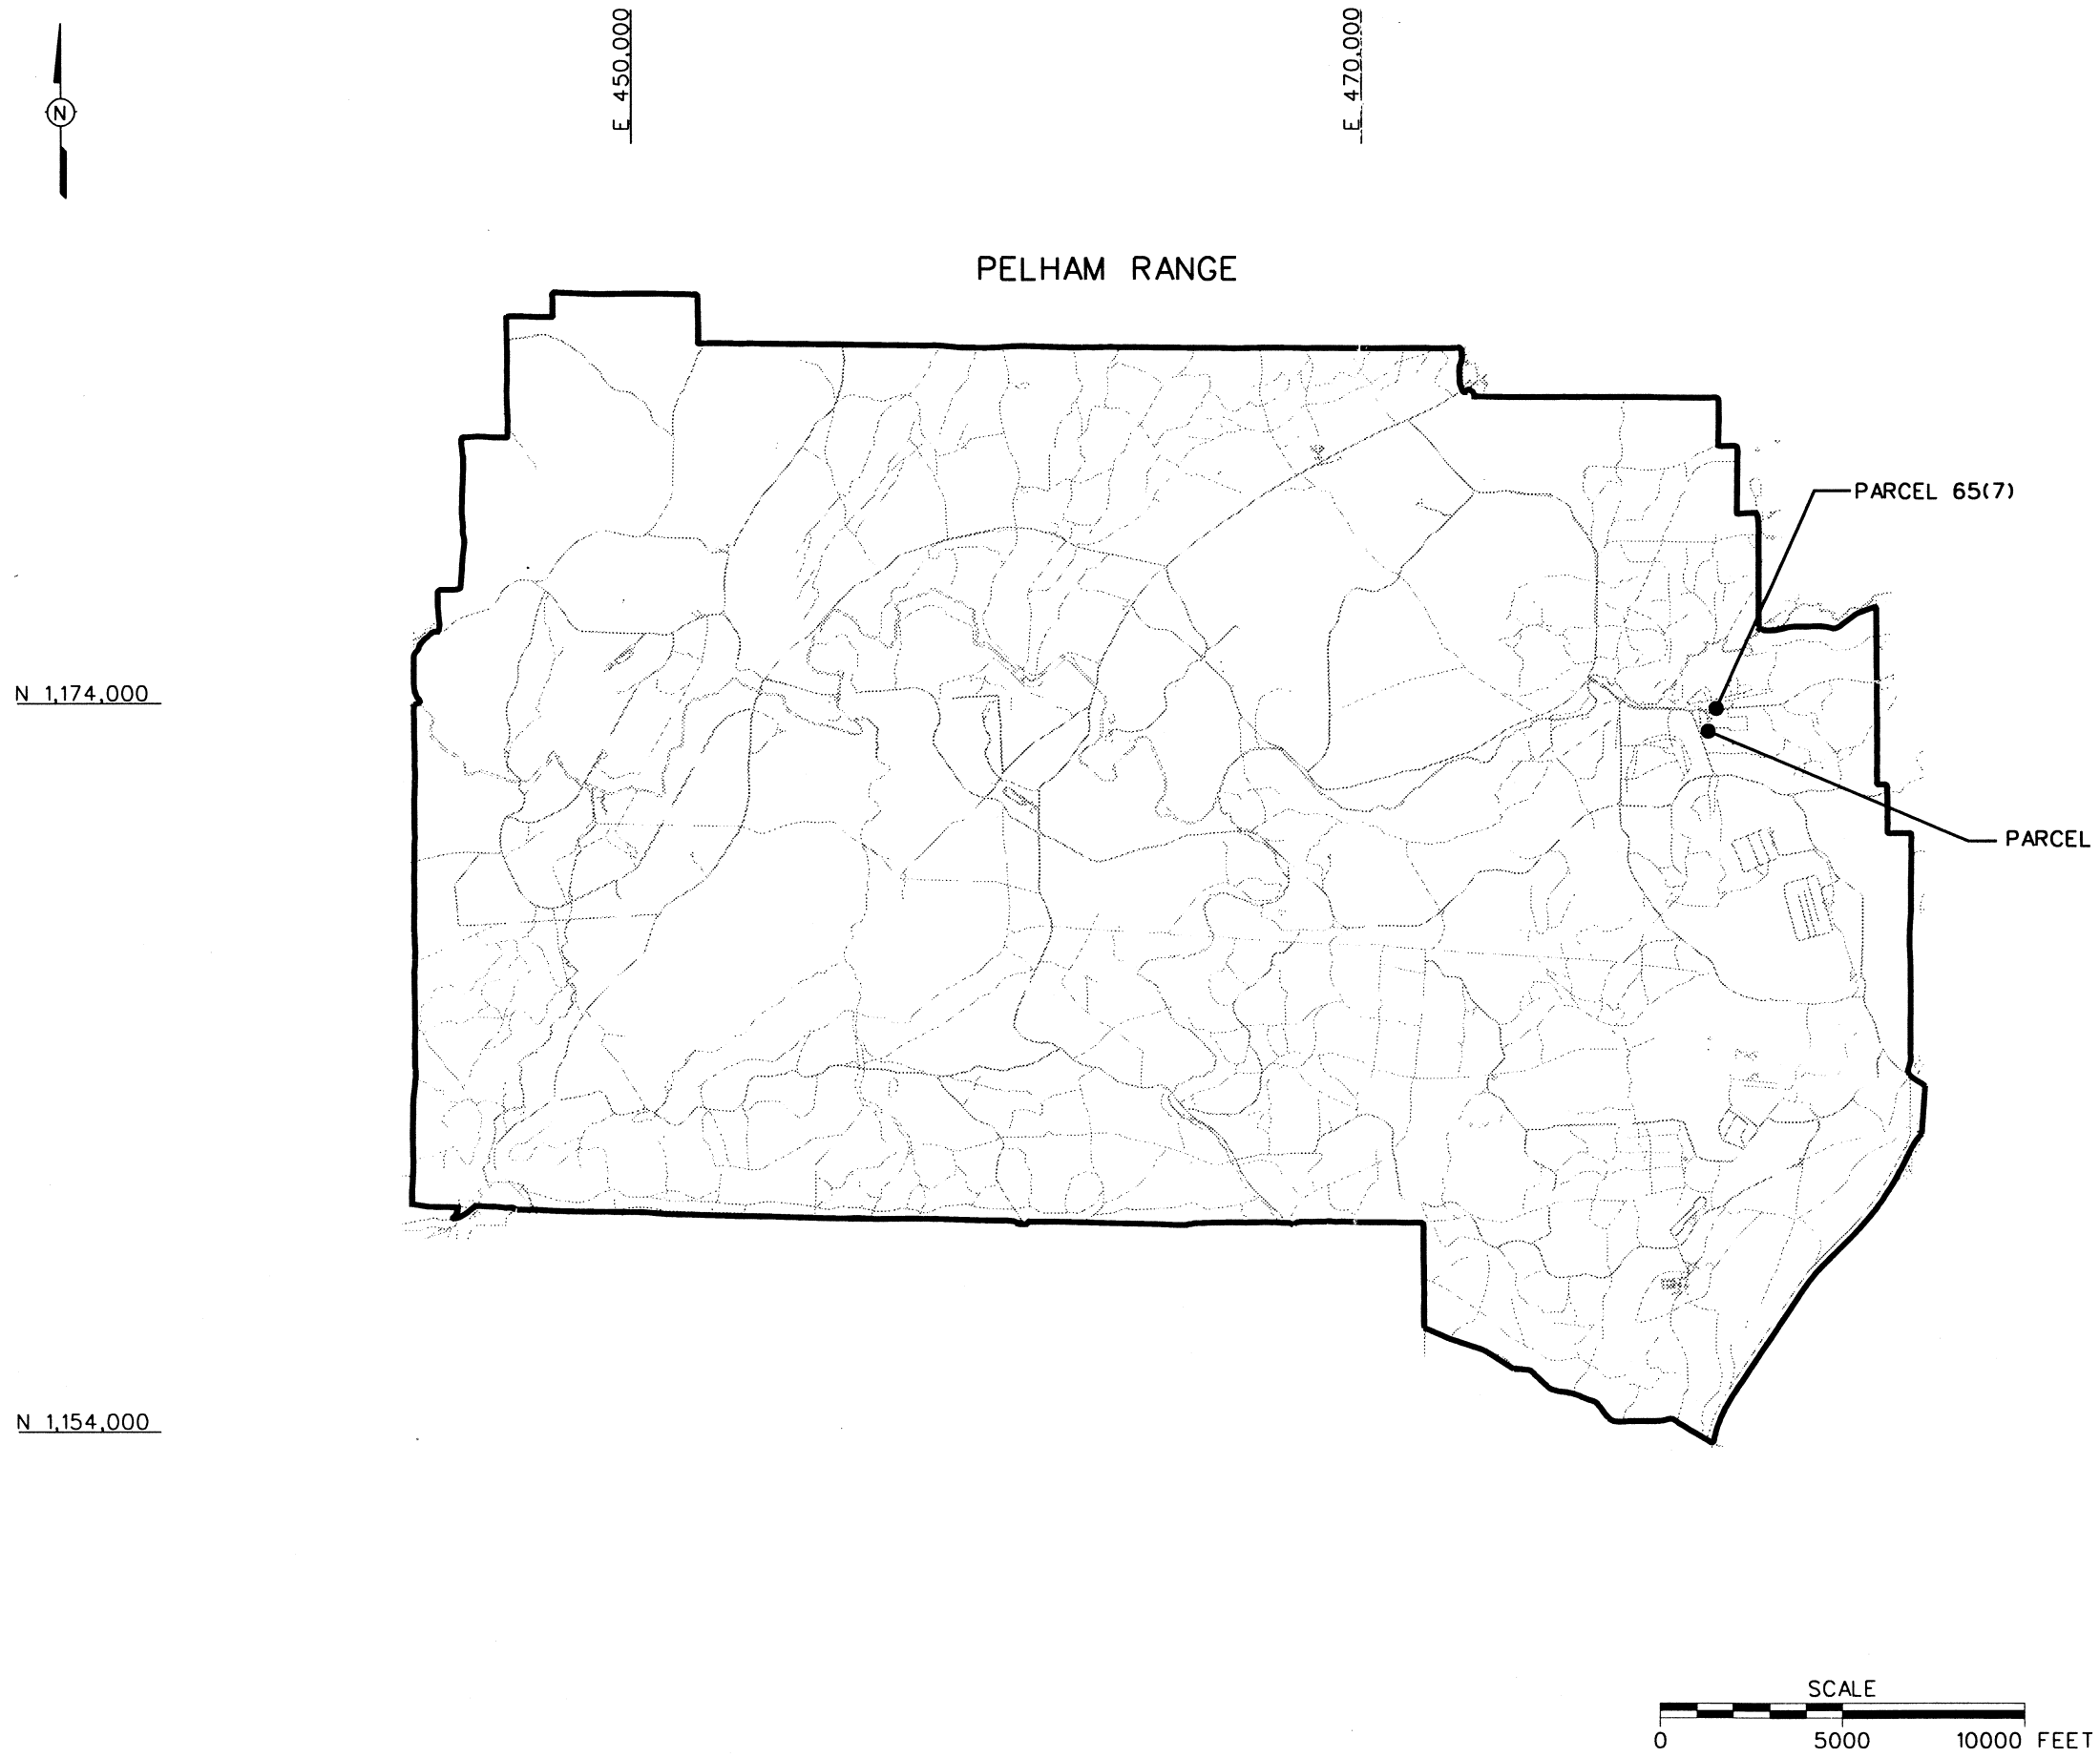 E 450,000
E 470,000
N
PELHAM RANGE
PARCEL 65(7)
N 1,174,000
PARCEL
N 1,154,000
SCALE
0 5000 10000 FEET